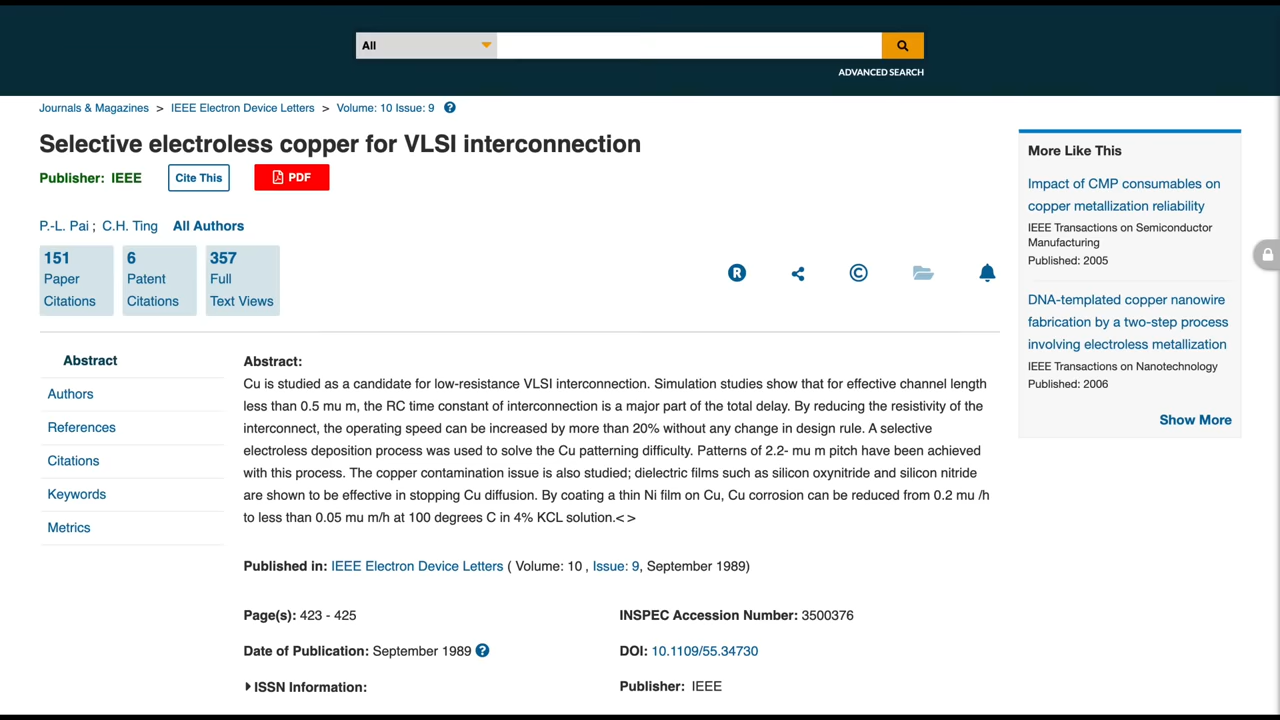 All
ADVANCED SEARCH
Journals & Magazines > IEEE Electron Device Letters > Volume: 10 Issue: 9 ?
Selective electroless copper for VLSI interconnection
Publisher: IEEE Cite This PDF
P.-L. Pai ; C.H. Ting All Authors
151 Paper Citations
6 Patent Citations
357 Full Text Views
R
©
Abstract
Authors
References
Citations
Keywords
Metrics
Abstract:
Cu is studied as a candidate for low-resistance VLSI interconnection. Simulation studies show that for effective channel length
less than 0.5 mu m, the RC time constant of interconnection is a major part of the total delay. By reducing the resistivity of the
interconnect, the operating speed can be increased by more than 20% without any change in design rule. A selective
electroless deposition process was used to solve the Cu patterning difficulty. Patterns of 2.2- mu m pitch have been achieved
with this process. The copper contamination issue is also studied; dielectric films such as silicon oxynitride and silicon nitride
are shown to be effective in stopping Cu diffusion. By coating a thin Ni film on Cu, Cu corrosion can be reduced from 0.2 mu /h
to less than 0.05 mu m/h at 100 degrees C in 4% KCL solution.< >
Published in: IEEE Electron Device Letters ( Volume: 10 , Issue: 9, September 1989)
Page(s): 423 - 425
INSPEC Accession Number: 3500376
Date of Publication: September 1989 ?
DOI: 10.1109/55.34730
ISSN Information:
Publisher: IEEE
More Like This
Impact of CMP consumables on
copper metallization reliability
IEEE Transactions on Semiconductor
Manufacturing
Published: 2005
DNA-templated copper nanowire
fabrication by a two-step process
involving electroless metallization
IEEE Transactions on Nanotechnology
Published: 2006
Show More